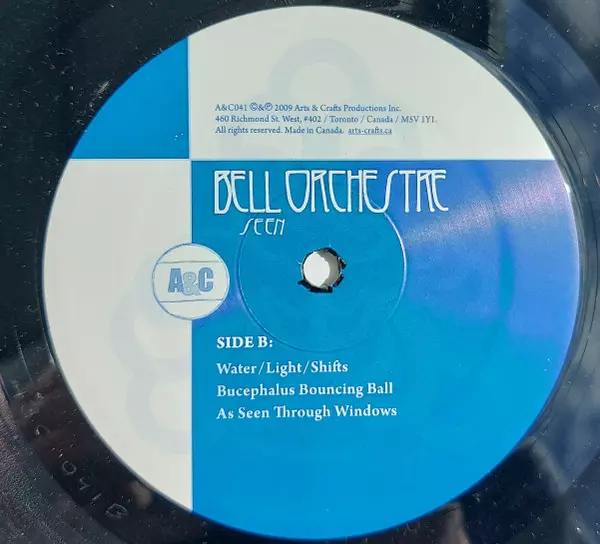 A&C041 ©&℗ 2009 Arts & Crafts Productions Inc.
460 Richmond St. West, #402 / Toronto / Canada / M5V 1Y1.
All rights reserved. Made in Canada. arts-crafts.ca
BELL ORCHESTRE
SEEN
A&C
SIDE B:
Water/Light/Shifts
Bucephalus Bouncing Ball
As Seen Through Windows